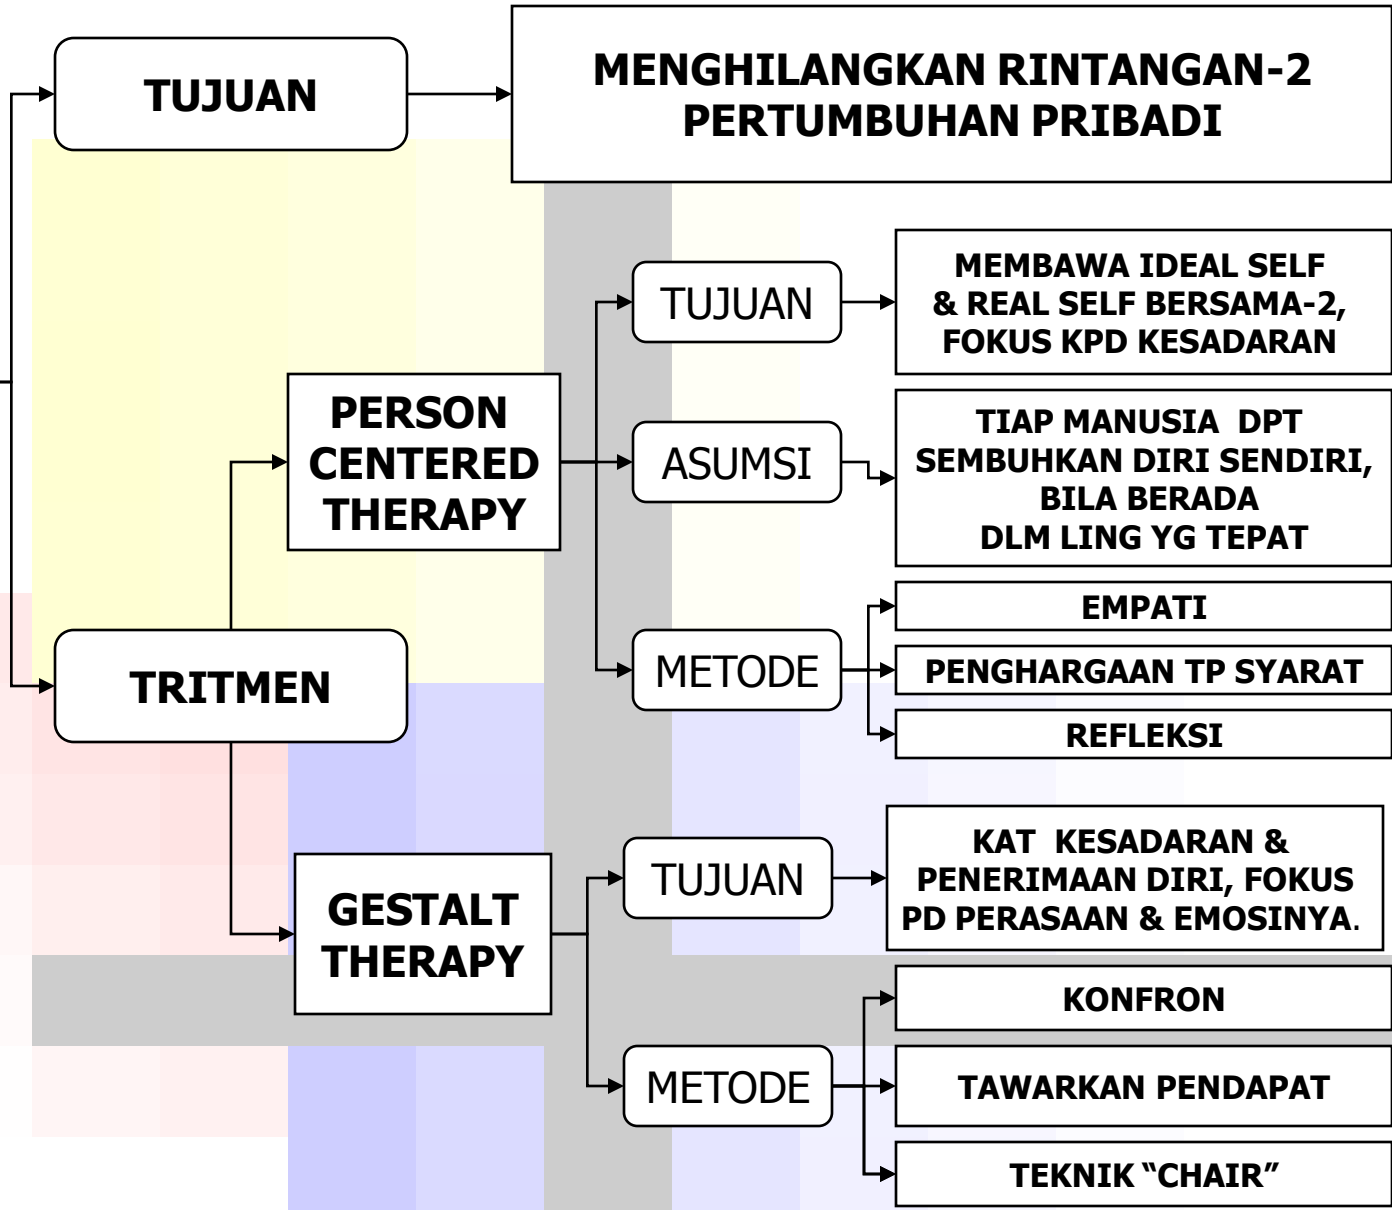 TUJUAN
MENGHILANGKAN RINTANGAN-2
PERTUMBUHAN PRIBADI
TRITMEN
PERSON
CENTERED
THERAPY
TUJUAN
MEMBAWA IDEAL SELF
& REAL SELF BERSAMA-2,
FOKUS KPD KESADARAN
ASUMSI
TIAP MANUSIA DPT
SEMBUHKAN DIRI SENDIRI,
BILA BERADA
DLM LING YG TEPAT
METODE
EMPATI
PENGHARGAAN TP SYARAT
REFLEKSI
GESTALT
THERAPY
TUJUAN
KAT KESADARAN &
PENERIMAAN DIRI, FOKUS
PD PERASAAN & EMOSINYA.
METODE
KONFRON
TAWARKAN PENDAPAT
TEKNIK “CHAIR”